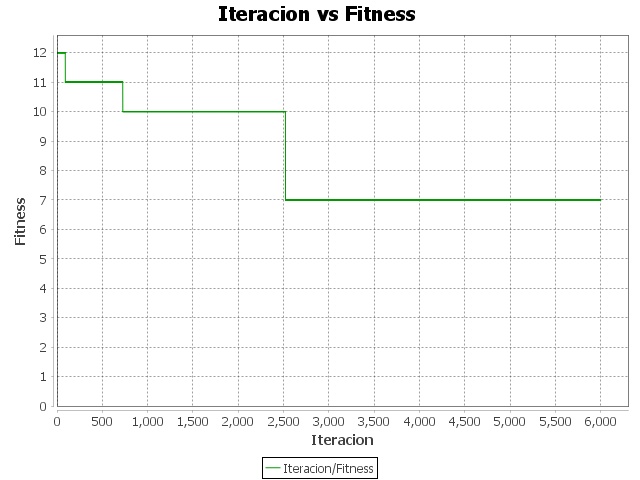 Iteracion vs Fitness
12
11
10
9
8
7
6
5
4
3
2
1
0
Fitness
0 500 1,000 1,500 2,000 2,500 3,000 3,500 4,000 4,500 5,000 5,500 6,000
Iteracion
Iteracion/Fitness